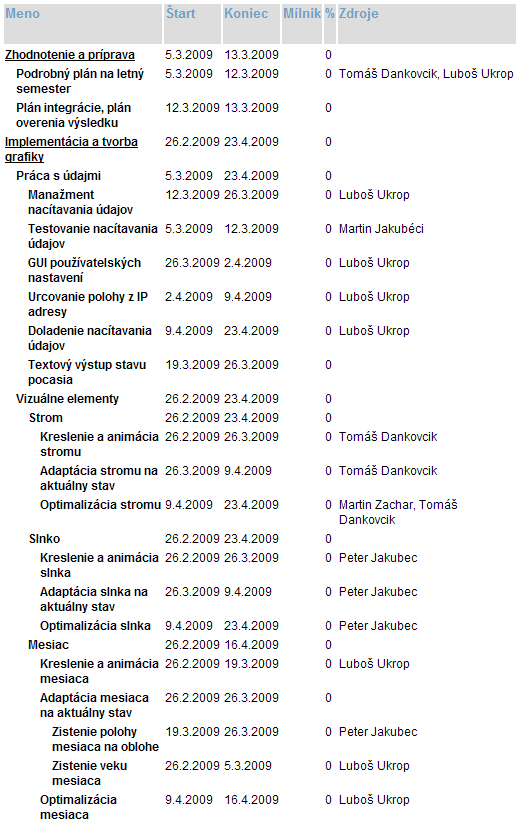 Meno Štart Koniec Míľnik % Zdroje
Zhodnotenie a príprava 5.3.2009 13.3.2009 0
Podrobný plán na letný 5.3.2009 12.3.2009 0 Tomáš Dankovcik, Luboš Ukrop
semester
Plán integrácie, plán 12.3.2009 13.3.2009 0
overenia výsledku
Implementácia a tvorba 26.2.2009 23.4.2009 0
grafiky
Práca s údajmi 5.3.2009 23.4.2009 0
Manažment 12.3.2009 26.3.2009 0 Luboš Ukrop
nacítavania údajov
Testovanie nacítavania 5.3.2009 12.3.2009 0 Martin Jakubéci
údajov
GUI používatelských 26.3.2009 2.4.2009 0 Luboš Ukrop
nastavení
Urcovanie polohy z IP 2.4.2009 9.4.2009 0 Luboš Ukrop
adresy
Doladenie nacítavania 9.4.2009 23.4.2009 0 Luboš Ukrop
údajov
Textový výstup stavu 19.3.2009 26.3.2009 0
pocasia
Vizuálne elementy 26.2.2009 23.4.2009 0
Strom 26.2.2009 23.4.2009 0
Kreslenie a animácia 26.2.2009 26.3.2009 0 Tomáš Dankovcik
stromu
Adaptácia stromu na 26.3.2009 9.4.2009 0 Tomáš Dankovcik
aktuálny stav
Optimalizácia stromu 9.4.2009 23.4.2009 0 Martin Zachar, Tomáš
Dankovcik
Slnko 26.2.2009 23.4.2009 0
Kreslenie a animácia 26.2.2009 26.3.2009 0 Peter Jakubec
slnka
Adaptácia slnka na 26.3.2009 9.4.2009 0 Peter Jakubec
aktuálny stav
Optimalizácia slnka 9.4.2009 23.4.2009 0 Peter Jakubec
Mesiac 26.2.2009 16.4.2009 0
Kreslenie a animácia 26.2.2009 19.3.2009 0 Luboš Ukrop
mesiaca
Adaptácia mesiaca 26.2.2009 26.3.2009 0
na aktuálny stav
Zistenie polohy 19.3.2009 26.3.2009 0 Peter Jakubec
mesiaca na oblohe
Zistenie veku 26.2.2009 5.3.2009 0 Luboš Ukrop
mesiaca
Optimalizácia 9.4.2009 16.4.2009 0 Luboš Ukrop
mesiaca